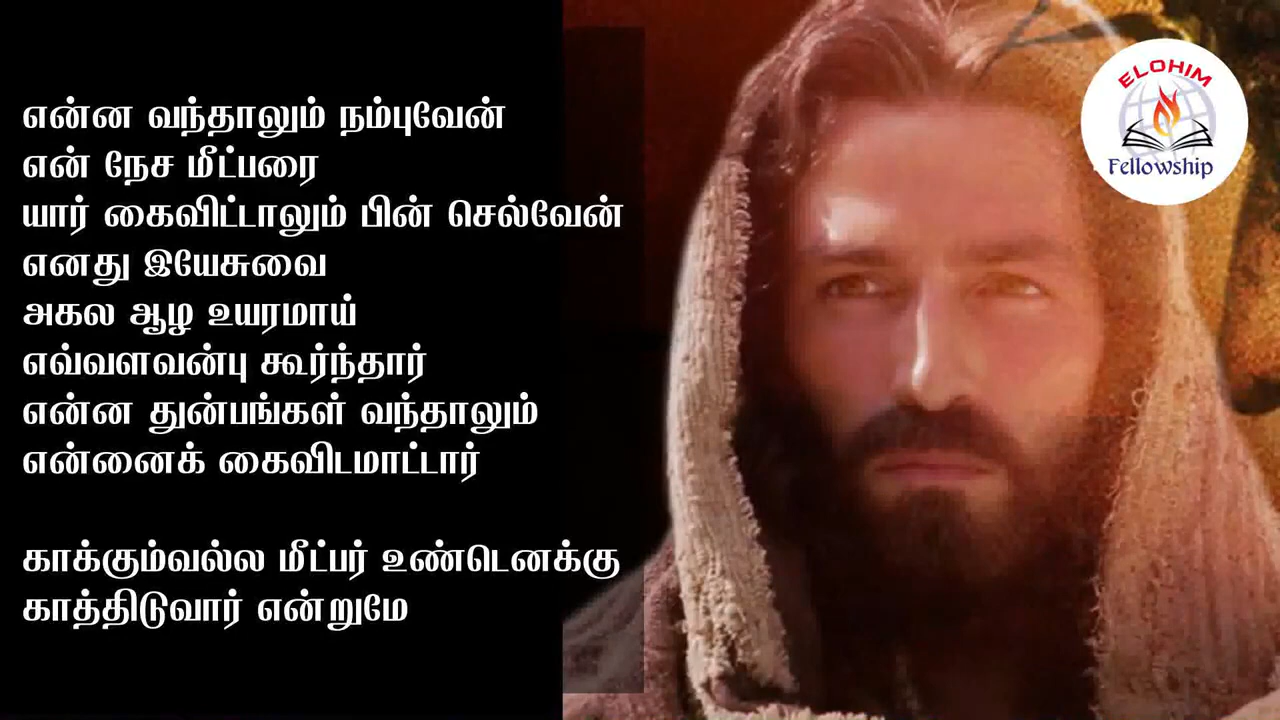 என்ன வந்தாலும் நம்புவேன்
என் நேச மீட்பரை
யார் கைவிட்டாலும் பின் செல்வேன்
எனது இயேசுவை
அகல ஆழ உயரமாய்
எவ்வளவன்பு கூர்ந்தார்
என்ன துன்பங்கள் வந்தாலும்
என்னைக் கைவிடமாட்டார்
காக்கும்வல்ல மீட்பர் உண்டெனக்கு
காத்திடுவார் என்றுமே
ELOHIM
Fellowship